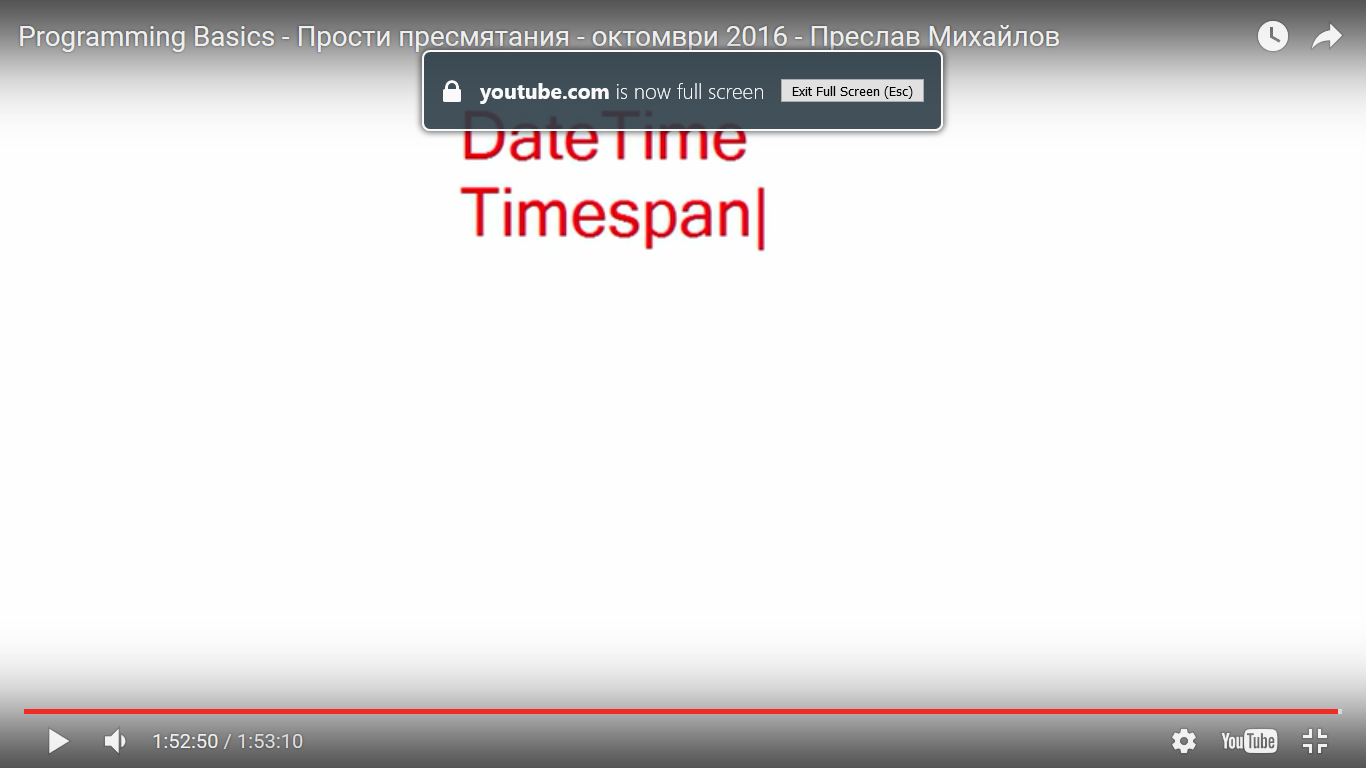 Programming Basics - Прости пресмятания - октомври 2016 - Преслав Михайлов
youtube.com is now full screen Exit Full Screen (Esc)
DateTime
Timespan
1:52:50 / 1:53:10
YouTube